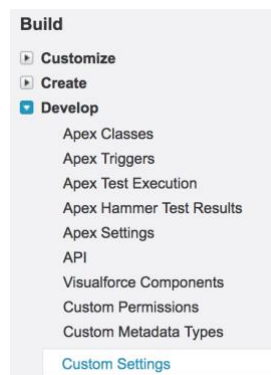 Build
Customize
Create
Develop
Apex Classes
Apex Triggers
Apex Test Execution
Apex Hammer Test Results
Apex Settings
API
Visualforce Components
Custom Permissions
Custom Metadata Types
Custom Settings